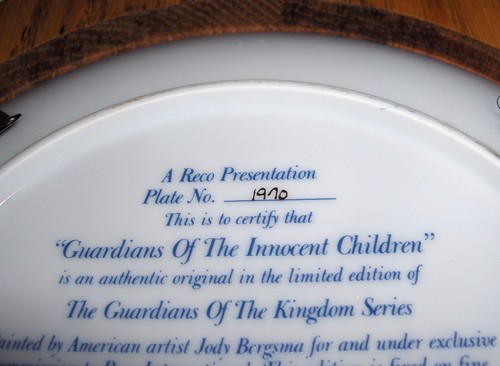 A Reco Presentation
Plate No. 1970
This is to certify that
"Guardians Of The Innocent Children"
is an authentic original in the limited edition of
The Guardians Of The Kingdom Series
ainted by American artist Jody Bergsma for and under exclusive